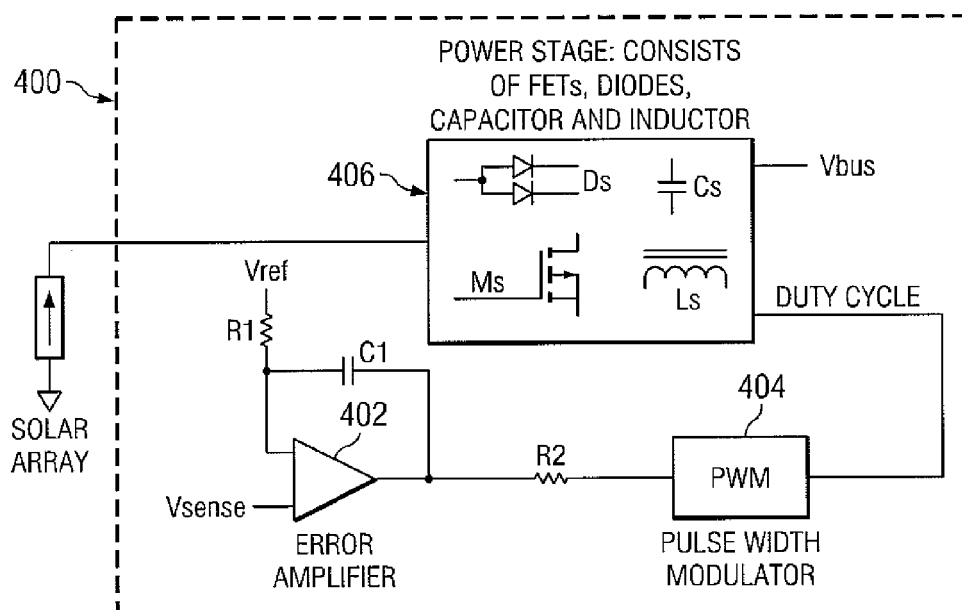 400
POWER STAGE: CONSISTS
OF FETs, DIODES,
CAPACITOR AND INDUCTOR
406
Ds
Cs
Vbus
Ms
Ls
DUTY CYCLE
Vref
R1
C1
SOLAR
ARRAY
402
Vsense
ERROR
AMPLIFIER
R2
404
PWM
PULSE WIDTH
MODULATOR